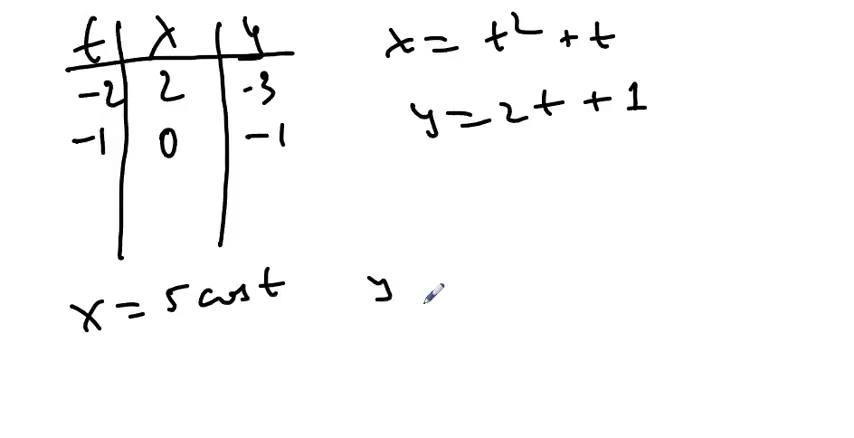 t x y x = t² + t
-2 2 -3 y = 2t + 1
-1 0 -1
x = 5 cos t y